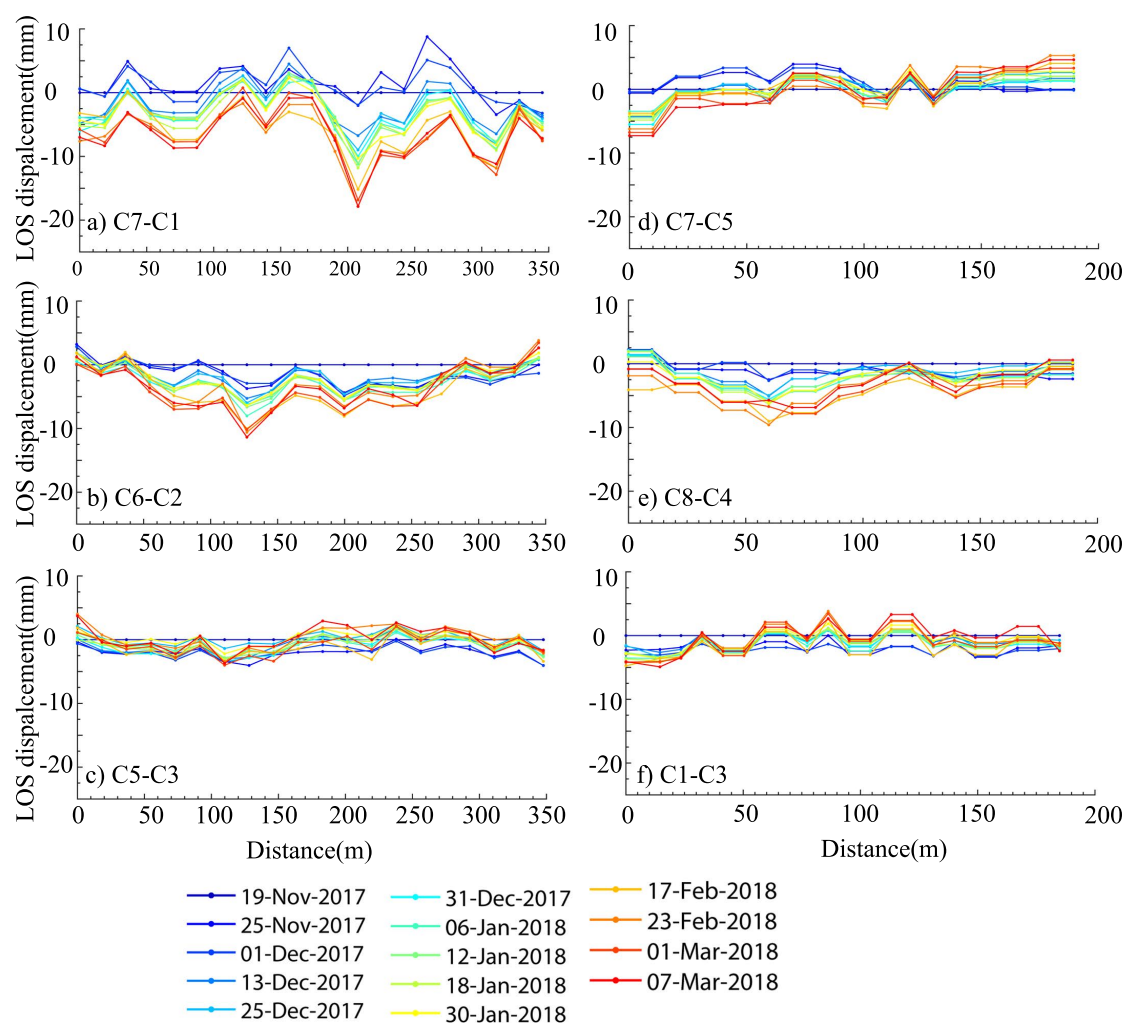 LOS dispalcement(mm)
10
0
-10
-20
a) C7-C1
0 50 100 150 200 250 300 350
10
0
-10
-20
d) C7-C5
0 50 100 150 200
LOS dispalcement(mm)
10
0
-10
-20
b) C6-C2
0 50 100 150 200 250 300 350
10
0
-10
-20
e) C8-C4
0 50 100 150 200
LOS dispalcement(mm)
10
0
-10
-20
c) C5-C3
0 50 100 150 200 250 300 350
Distance(m)
10
0
-10
-20
f) C1-C3
0 50 100 150 200
Distance(m)
19-Nov-2017
25-Nov-2017
01-Dec-2017
13-Dec-2017
25-Dec-2017
31-Dec-2017
06-Jan-2018
12-Jan-2018
18-Jan-2018
30-Jan-2018
17-Feb-2018
23-Feb-2018
01-Mar-2018
07-Mar-2018